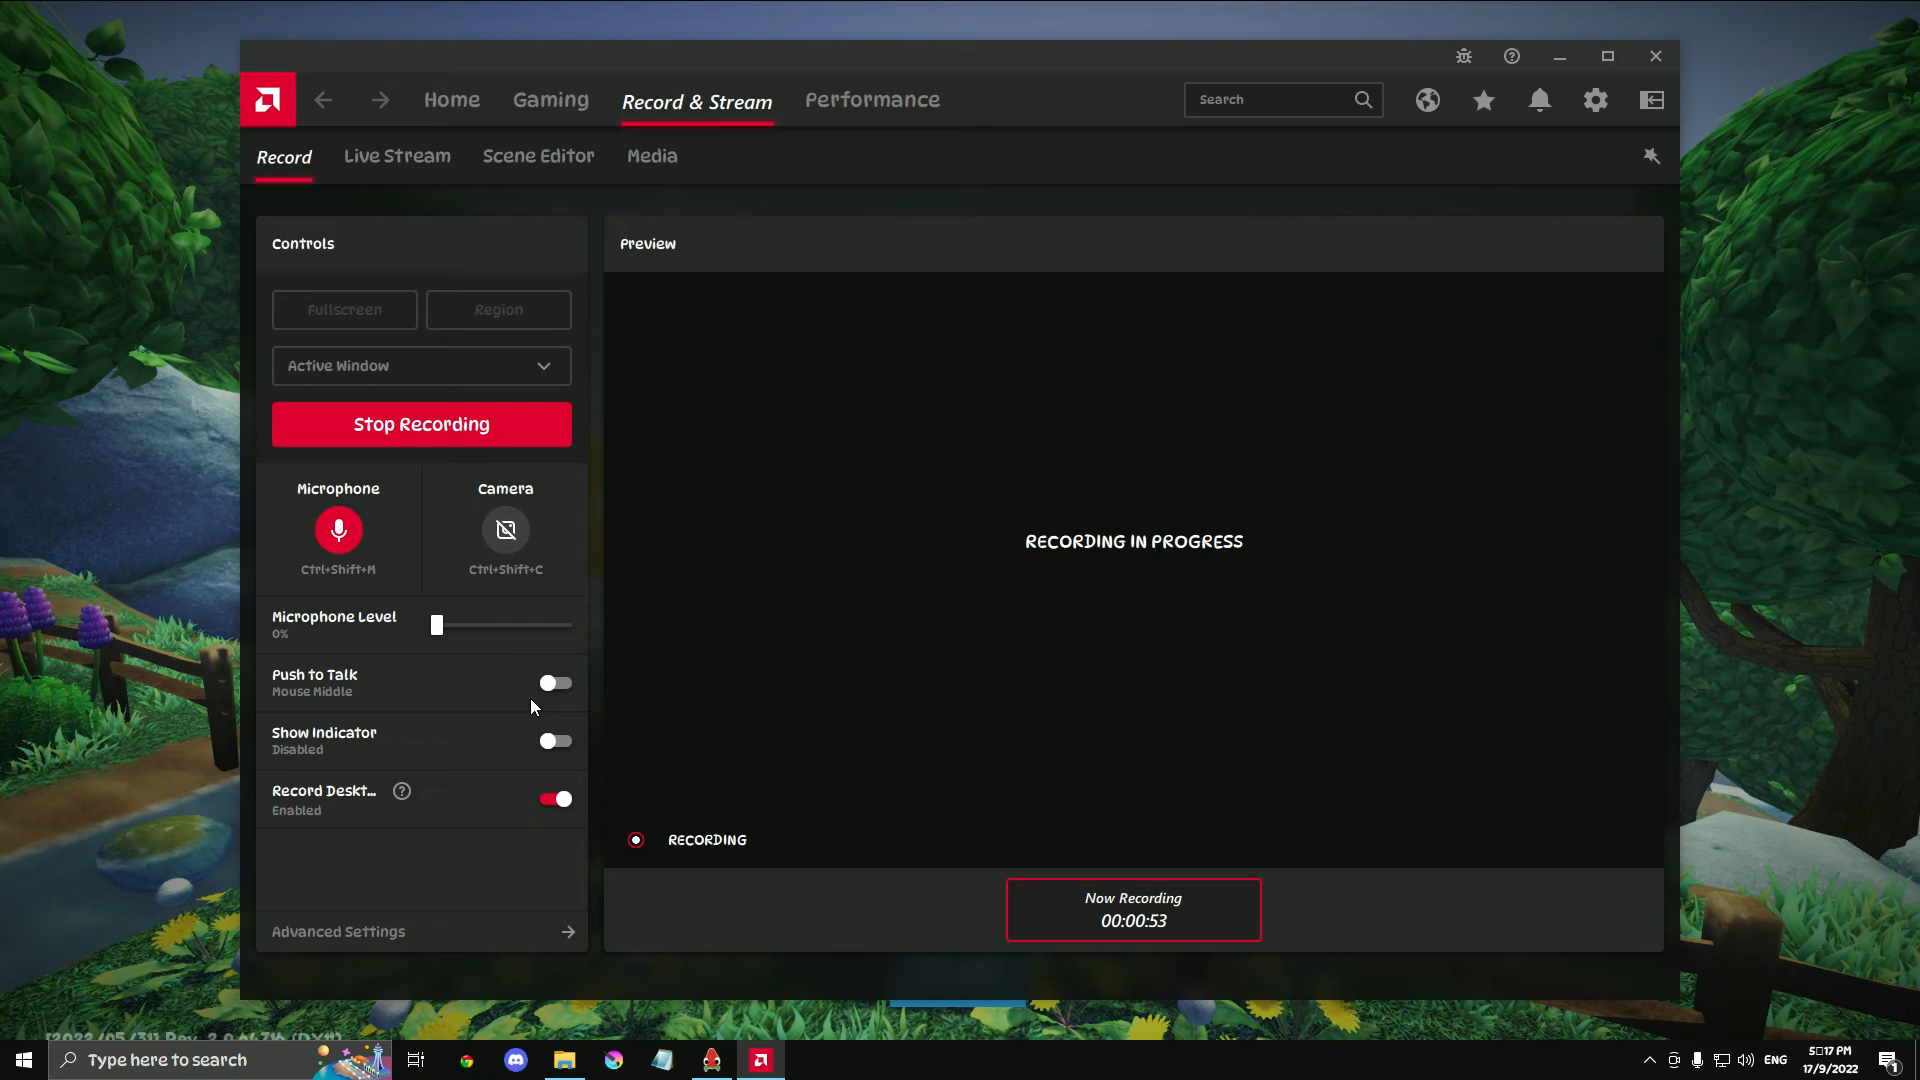 Home
Gaming
Record & Stream
Performance
Search
Record
Live Stream
Scene Editor
Media
Controls
Fullscreen
Region
Active Window
Stop Recording
Microphone
Camera
Ctrl+Shift+M
Ctrl+Shift+C
Microphone Level
0%
Push to Talk
Mouse Middle
Show Indicator
Disabled
Record Deskt...
Enabled
Advanced Settings
Preview
RECORDING IN PROGRESS
RECORDING
Now Recording
00:00:53
Type here to search
ENG
5□17 PM
17/9/2022
1